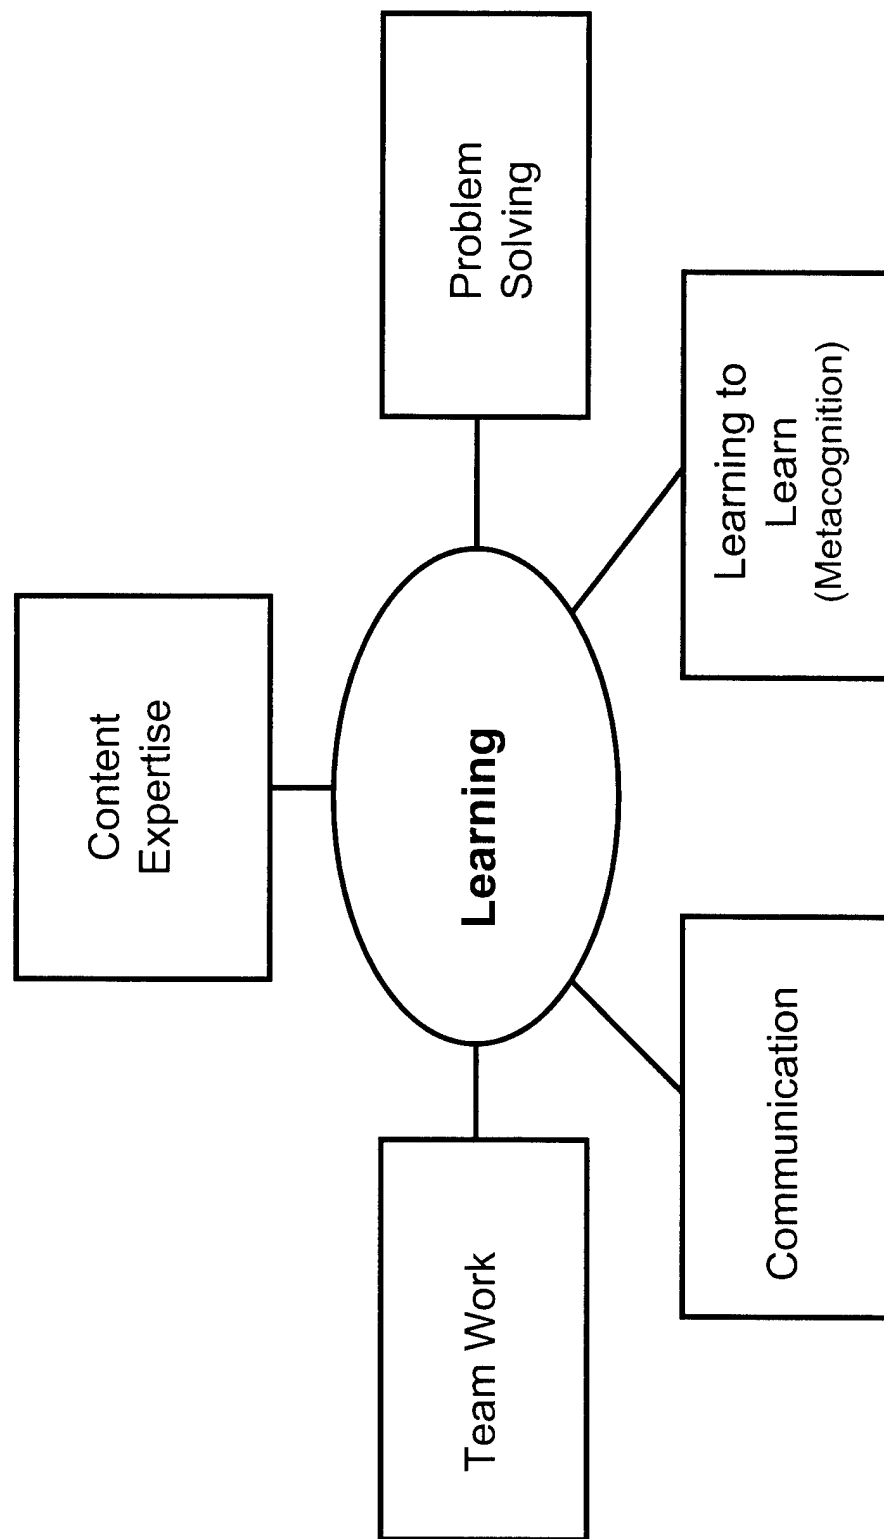 Content
Expertise
Team Work
Learning
Problem
Solving
Communication
Learning to
Learn
(Metacognition)